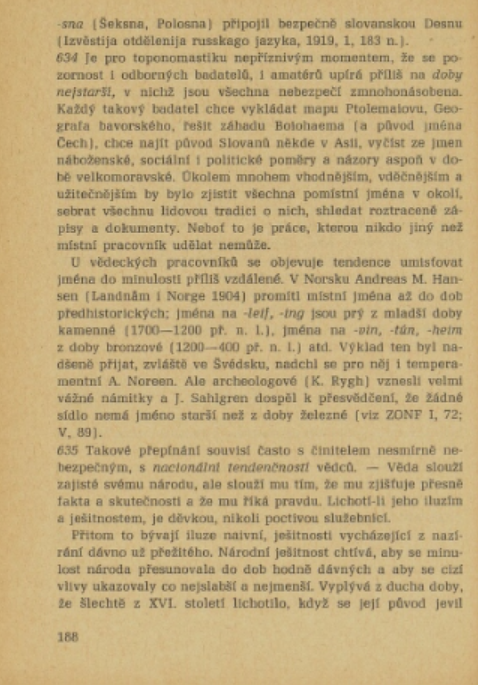 -sna (Šeksna, Polosna) připojil bezpečně slovanskou Desnu
(Izvěstija otdělenija russkago jazyka, 1919, 1, 183 n.).
634 Je pro toponomastiku nepříznivým momentem, že se po-
zornost i odborných badatelů, i amatérů upírá příliš na doby
nejstarší, v nichž jsou všechna nebezpečí zmnohonásobena.
Každý takový badatel chce vykládat mapu Ptolemaiovu, Geo-
grafa bavorského, řešit záhadu Boiohaema (a původ jména
Čech), chce najít původ Slovanů někde v Asii, vyčíst ze jmen
náboženské, sociální i politické poměry a názory aspoň v do-
bě velkomoravské. Úkolem mnohem vhodnějším, vděčnějším a
užitečnějším by bylo zjistit všechna pomístní jména v okolí,
sebrat všechnu lidovou tradici o nich, shledat roztracené zá-
pisy a dokumenty. Neboť to je práce, kterou nikdo jiný než
místní pracovník udělat nemůže.
U vědeckých pracovníků se objevuje tendence umisťovat
jména do minulosti příliš vzdálené. V Norsku Andreas M. Han-
sen (Landnåm i Norge 1904) promítl místní jména až do dob
předhistorických; jména na -leif, -ing jsou prý z mladší doby
kamenné (1700—1200 př. n. l.), jména na -vin, -tún, -heim
z doby bronzové (1200—400 př. n. l.) atd. Výklad ten byl na-
dšeně přijat, zvláště ve Švédsku, nadchl se pro něj i tempera-
mentní A. Noreen. Ale archeologové (K. Rygh) vznesli velmi
vážné námitky a J. Sahlgren dospěl k přesvědčení, že žádné
sídlo nemá jméno starší než z doby železné (viz ZONF I, 72;
V, 89).
635 Takové přepínání souvisí často s činitelem nesmírně ne-
bezpečným, s nacionální tendenčností vědců. — Věda slouží
zajisté svému národu, ale slouží mu tím, že mu zjišťuje přesně
fakta a skutečnosti a že mu říká pravdu. Lichotí-li jeho iluzím
a ješitnostem, je děvkou, nikoli poctivou služebnicí.
Přitom to bývají iluze naivní, ješitnosti vycházející z nazí-
rání dávno už přežitého. Národní ješitnost chtívá, aby se minu-
lost národa přesunovala do dob hodně dávných a aby se cizí
vlivy ukazovaly co nejslabší a nejmenší. Vyplývá z ducha doby,
že šlechtě z XVI. století lichotilo, když se její původ jevil
188